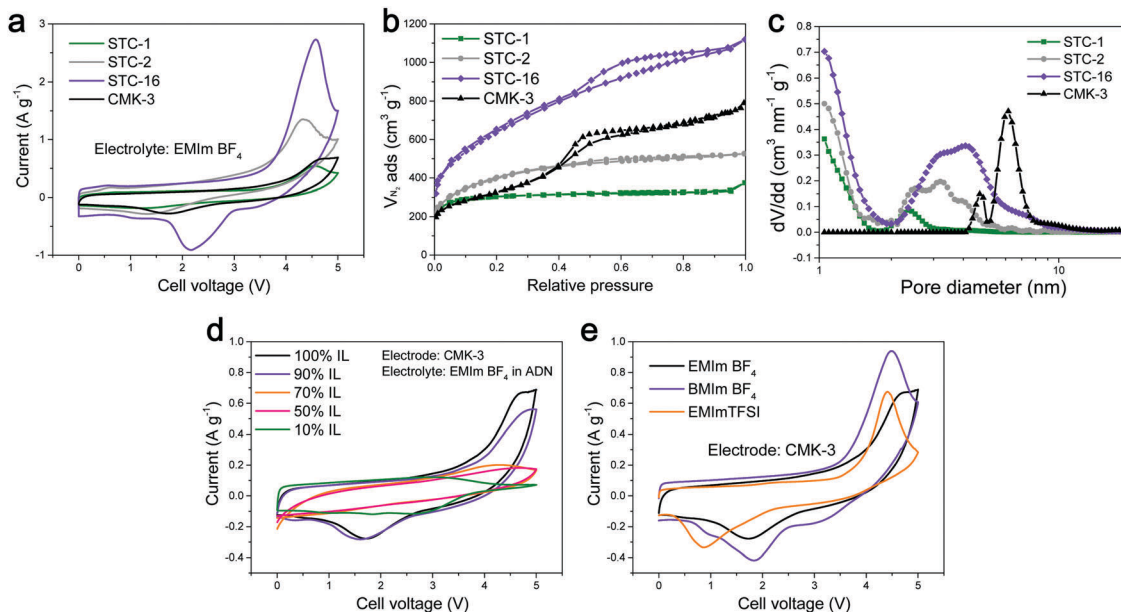 a
STC-1
STC-2
STC-16
CMK-3
Electrolyte: EMIm BF4
Current (A g-1)
3
2
1
0
-1
0 1 2 3 4 5
Cell voltage (V)
b
STC-1
STC-2
STC-16
CMK-3
VN2 ads (cm3 g-1)
1200
1000
800
600
400
200
0
0.0 0.2 0.4 0.6 0.8 1.0
Relative pressure
c
STC-1
STC-2
STC-16
CMK-3
dV/dd (cm3 nm-1 g-1)
0.8
0.7
0.6
0.5
0.4
0.3
0.2
0.1
0.0
-0.1
1 10
Pore diameter (nm)
d
100% IL
90% IL
70% IL
50% IL
10% IL
Electrode: CMK-3
Electrolyte: EMIm BF4 in ADN
Current (A g-1)
1.0
0.8
0.6
0.4
0.2
0.0
-0.2
-0.4
0 1 2 3 4 5
Cell voltage (V)
e
EMIm BF4
BMIm BF4
EMImTFSI
Electrode: CMK-3
Current (A g-1)
1.0
0.8
0.6
0.4
0.2
0.0
-0.2
-0.4
0 1 2 3 4 5
Cell voltage (V)